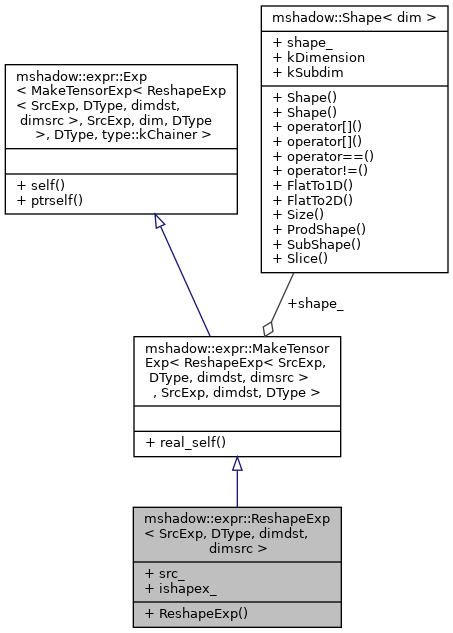 mshadow::Shape< dim >
+ shape_
+ kDimension
+ kSubdim
+ Shape()
+ Shape()
+ operator[]()
+ operator[]()
+ operator==()
+ operator!=()
+ FlatTo1D()
+ FlatTo2D()
+ Size()
+ ProdShape()
+ SubShape()
+ Slice()
mshadow::expr::Exp
< MakeTensorExp< ReshapeExp
< SrcExp, DType, dimdst,
dimsrc >, SrcExp, dim, DType
>, DType, type::kChainer >
+ self()
+ ptrself()
+shape_
mshadow::expr::MakeTensor
Exp< ReshapeExp< SrcExp,
DType, dimdst, dimsrc >
, SrcExp, dimdst, DType >
+ real_self()
mshadow::expr::ReshapeExp
< SrcExp, DType, dimdst,
dimsrc >
+ src_
+ ishapex_
+ ReshapeExp()